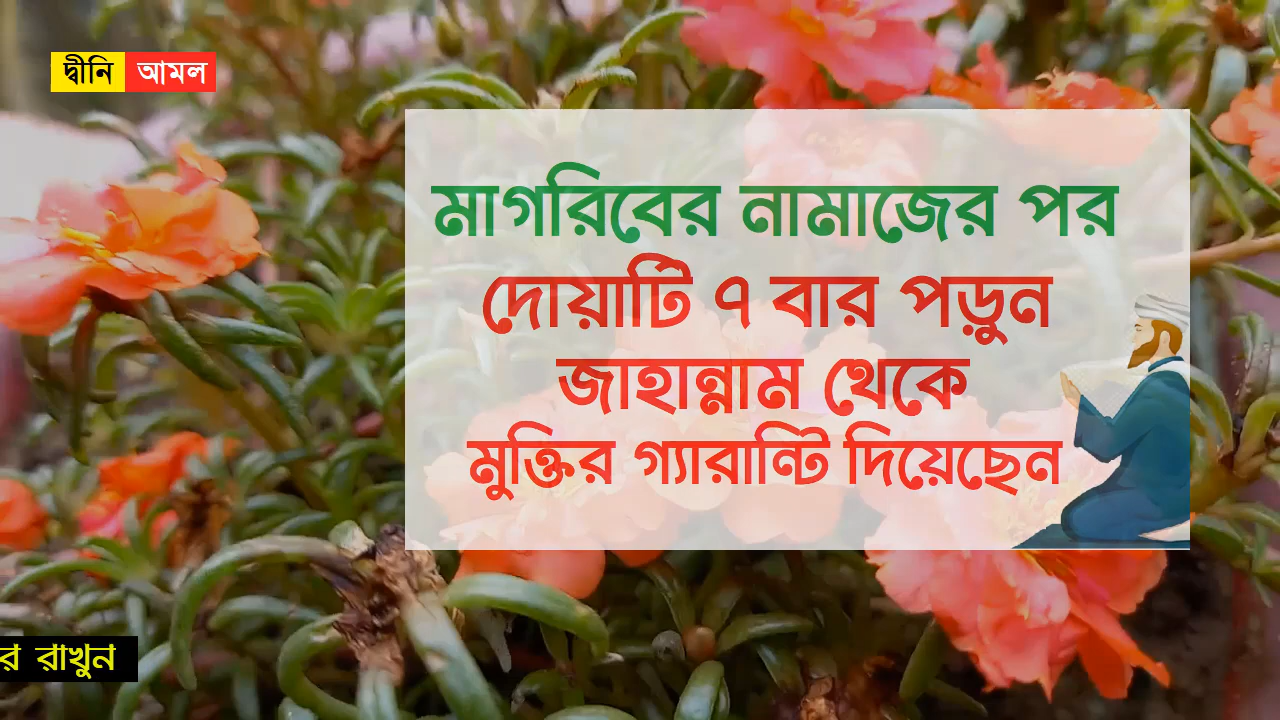 দ্বীনি আমল
মাগরিবের নামাজের পর
দোয়াটি ৭ বার পড়ুন
জাহান্নাম থেকে
মুক্তির গ্যারান্টি দিয়েছেন
র রাখুন